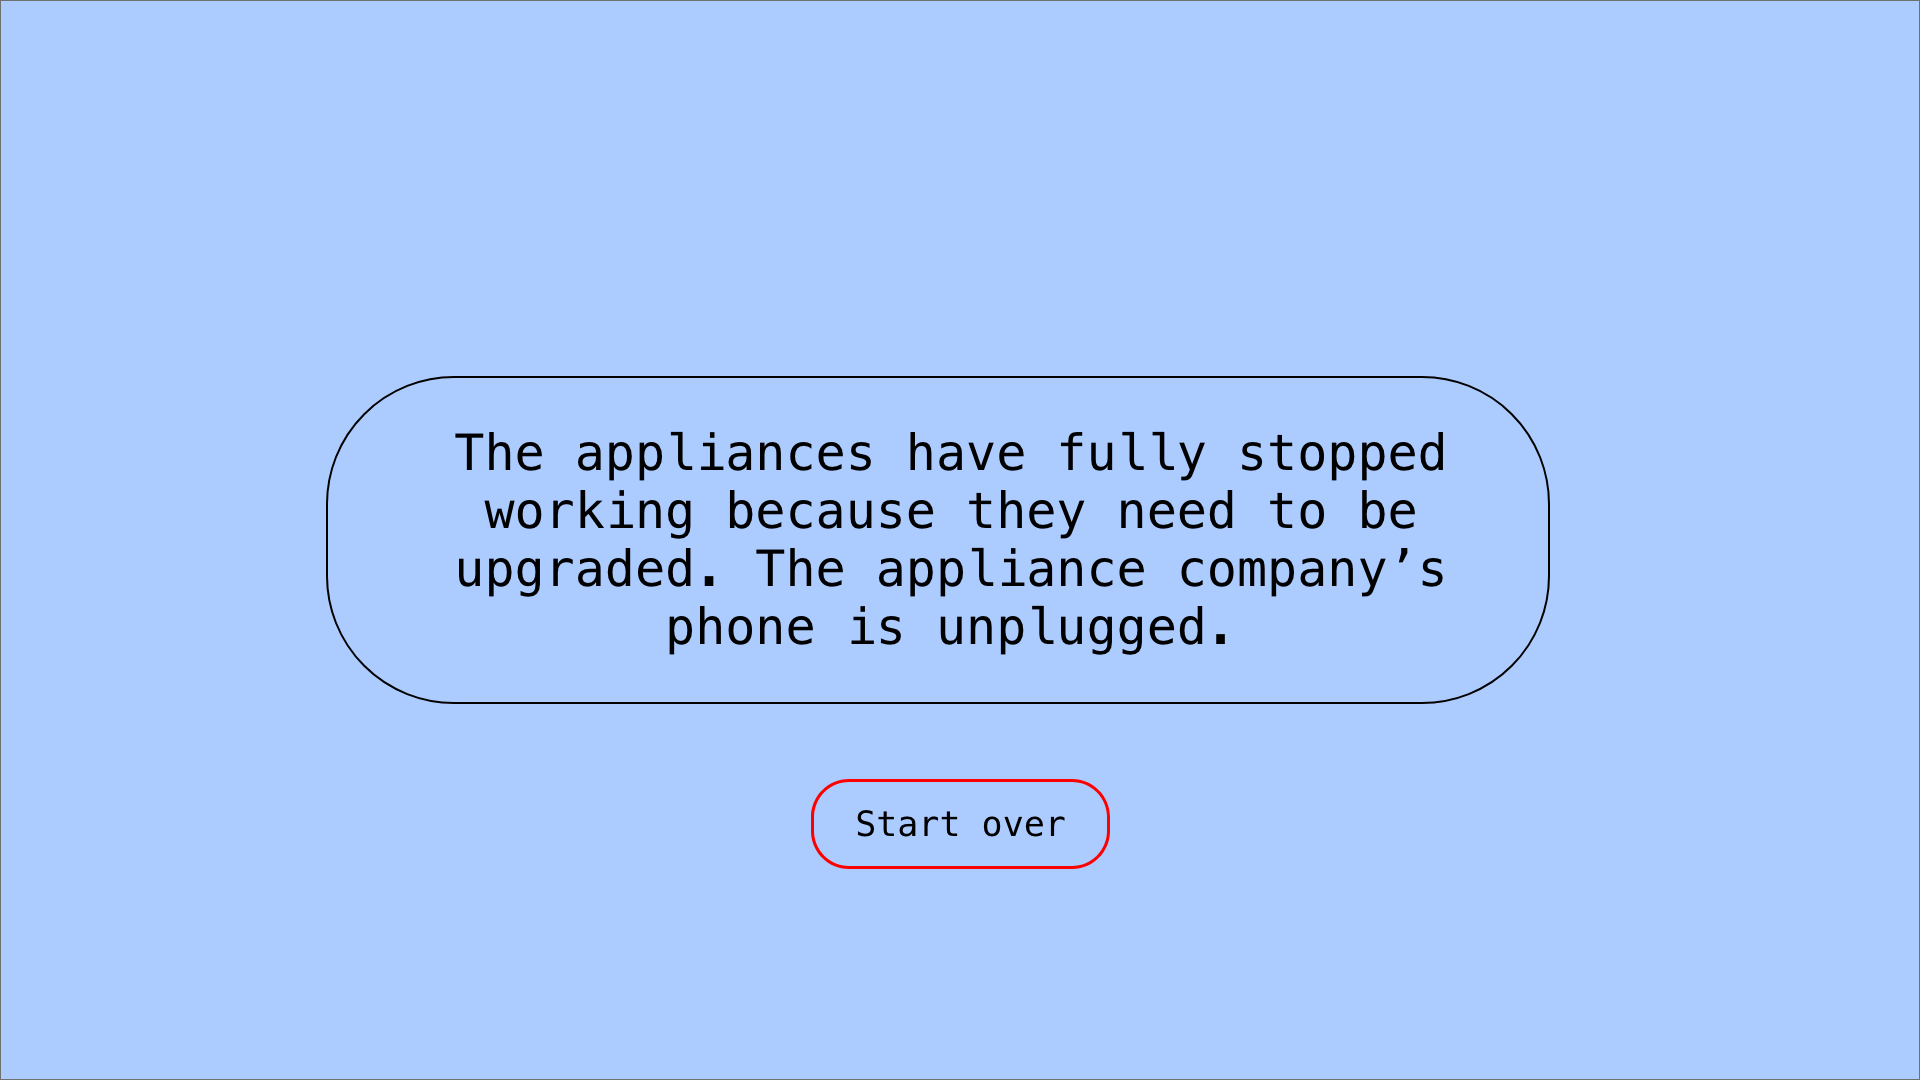 The appliances have fully stopped
working because they need to be
upgraded. The appliance company’s
phone is unplugged.
Start over